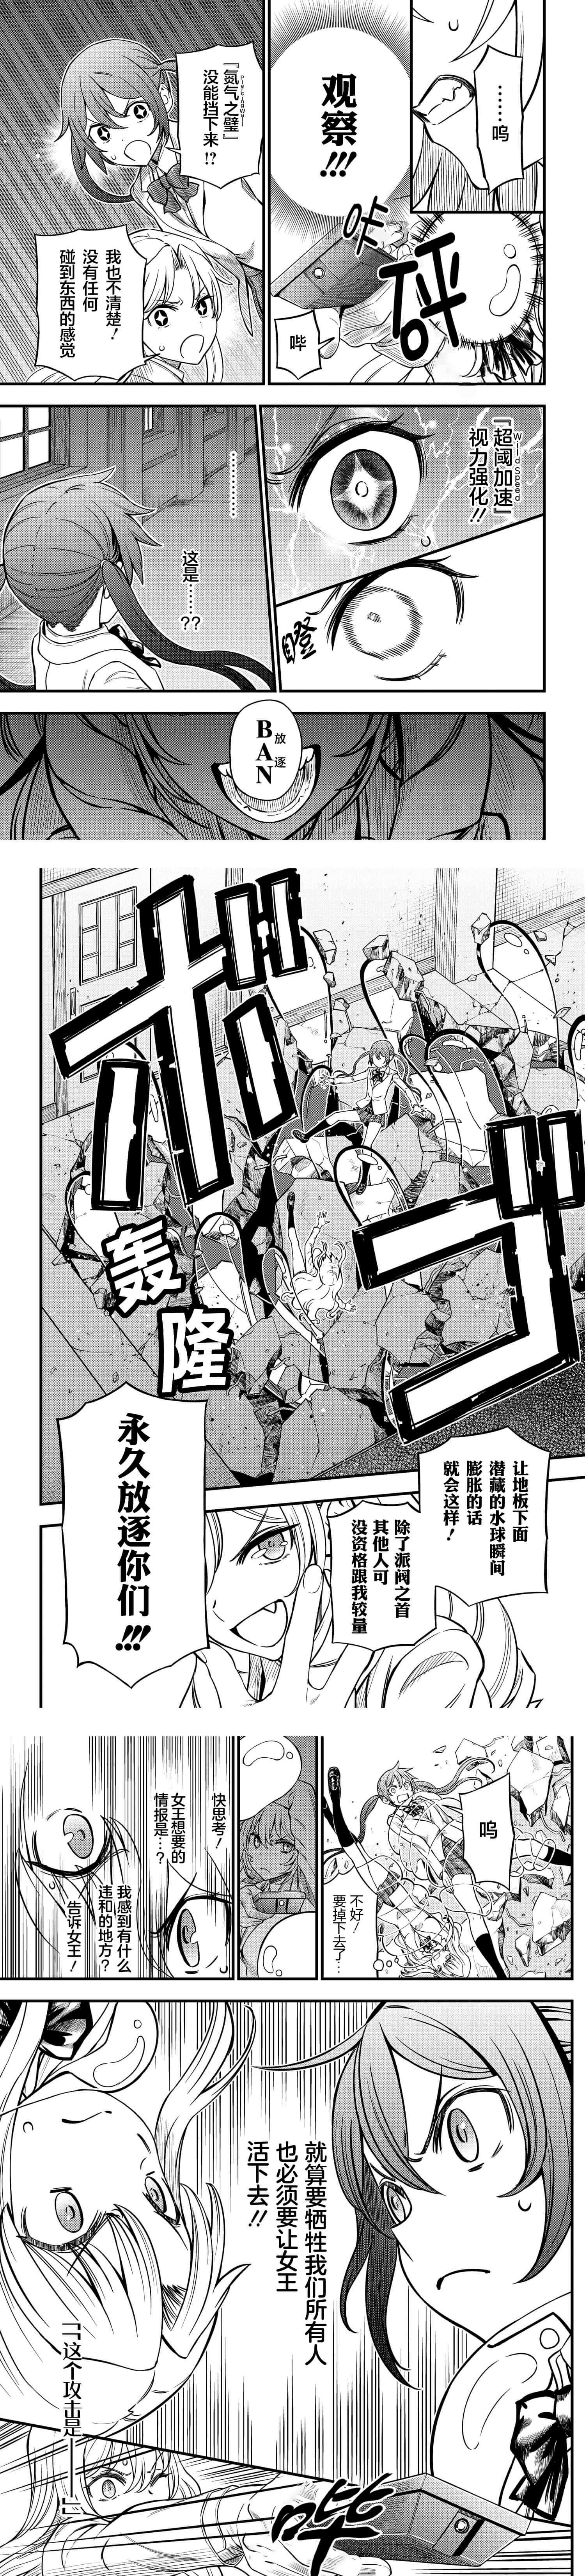 ……呜
砰
咔
哔
观察!!!
『氮气之璧』
Piercing Wall
没能挡下来!?
我也不清楚!
没有任何
碰到东西的感觉
『超阈加速』
Wild Speed
视力强化!!
瞪
………
这是……??
BAN
放逐
ボゴ
轰隆
让地板下面
潜藏的水球瞬间
膨胀的话
就会这样!
除了派阀之首
其他人可
没资格跟我较量
永久放逐你们!!!
呜
不好!
要掉下去了…
快思考!
女王想要的
情报是…?
我感到有什么
违和的地方?
告诉女王!
就算要牺牲我们所有人
也必须要让女王
活下去!!
『「这个攻击是——』
哔